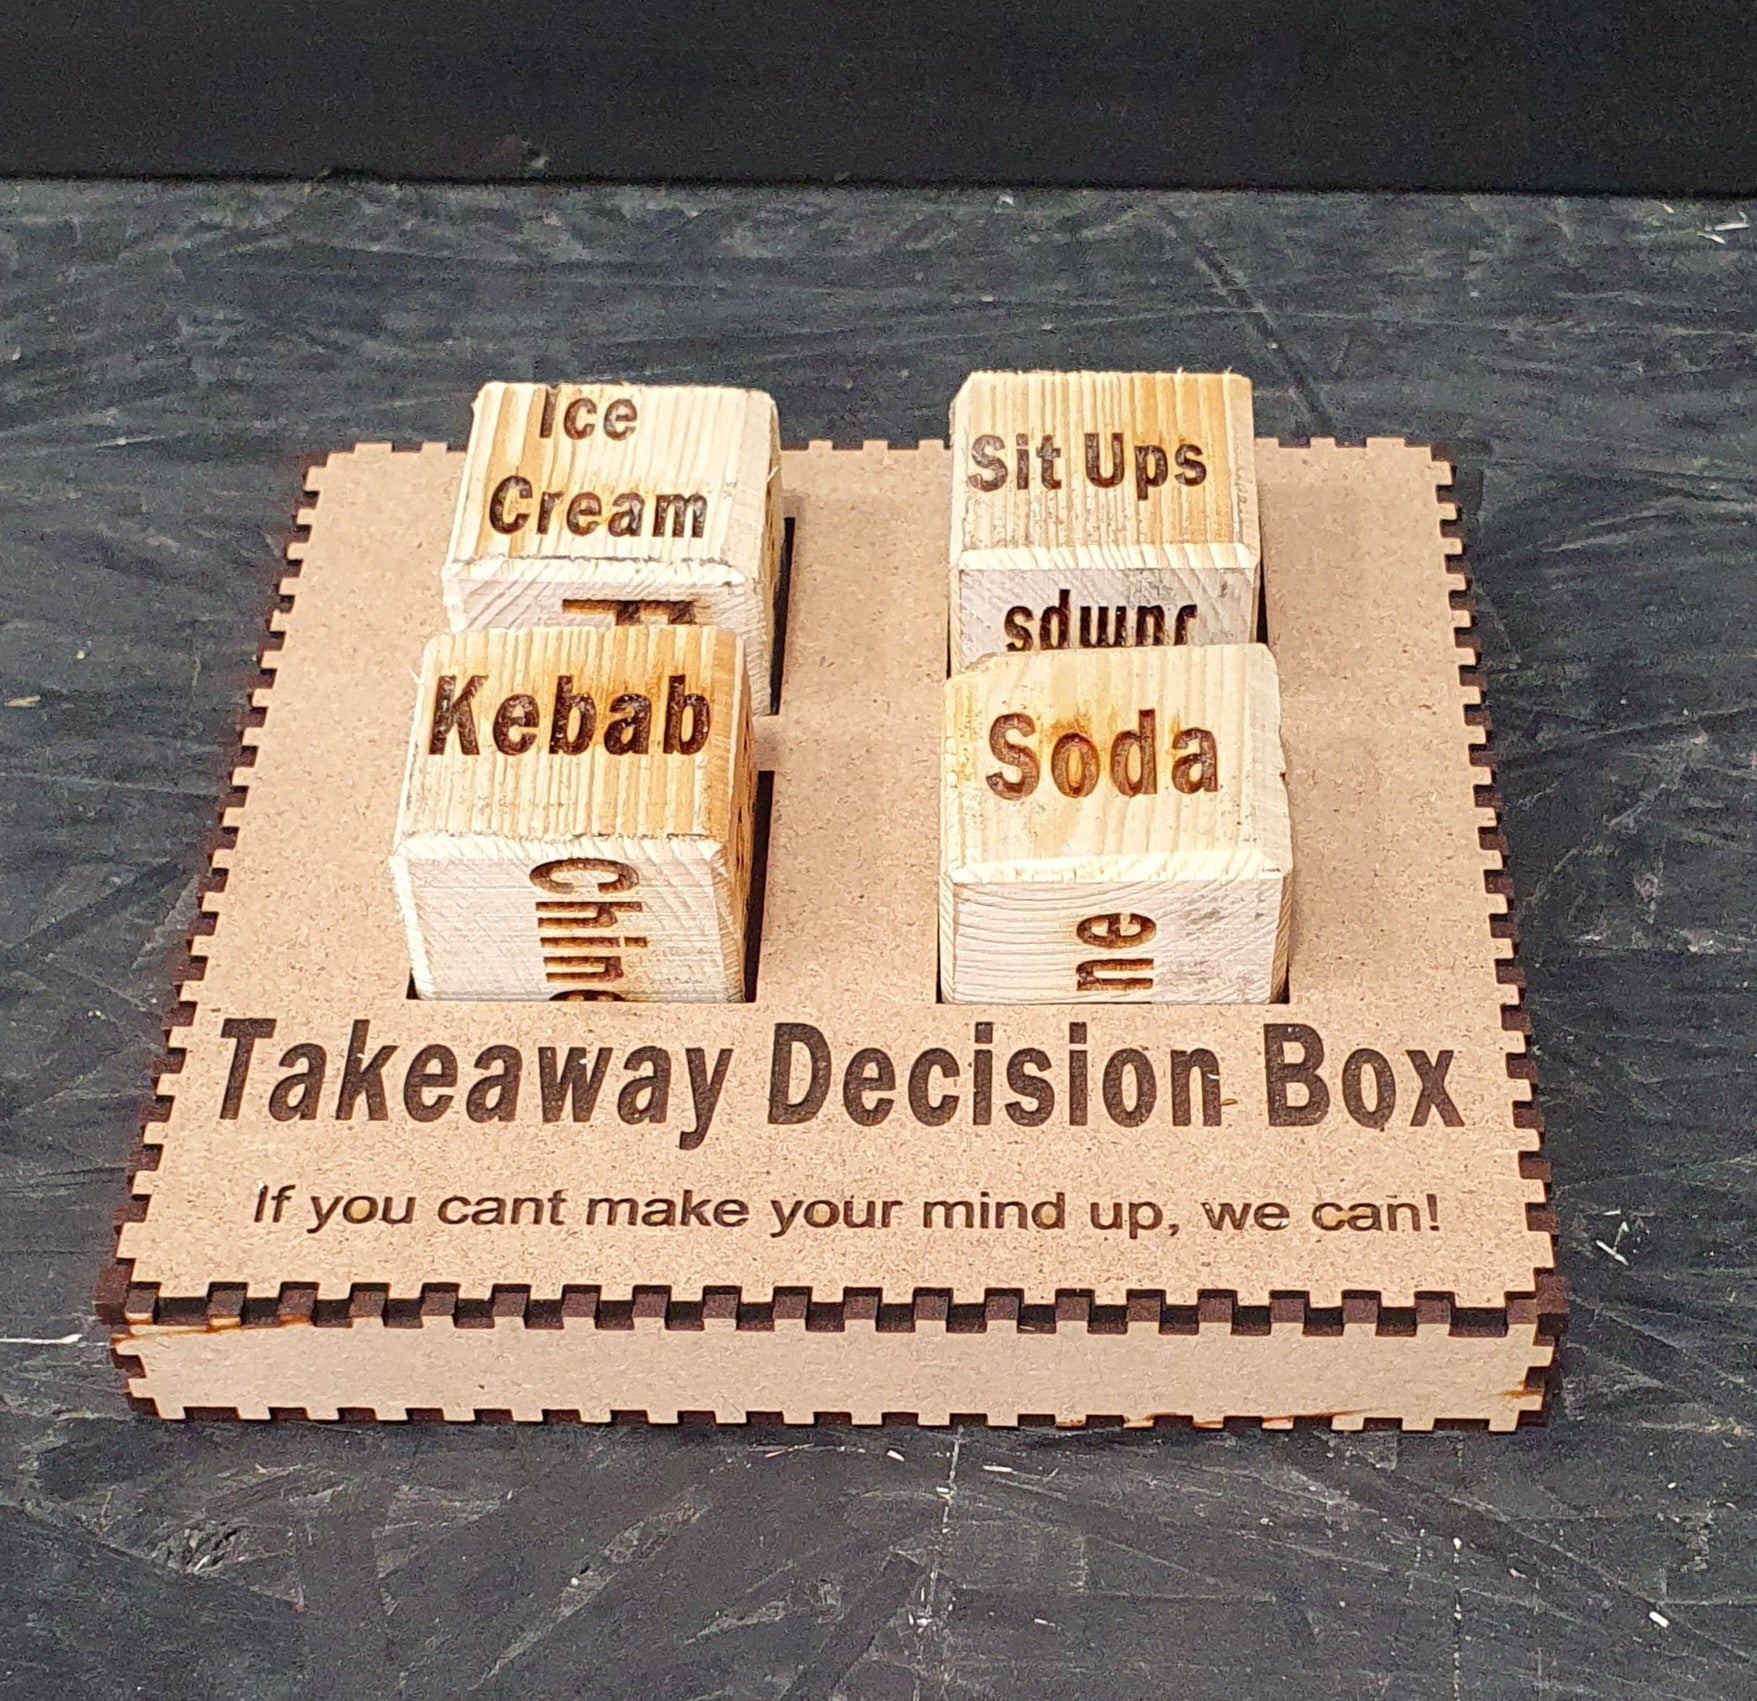 Ice
Cream
Sit Ups
Kebab
Soda
Takeaway Decision Box
If you cant make your mind up, we can!